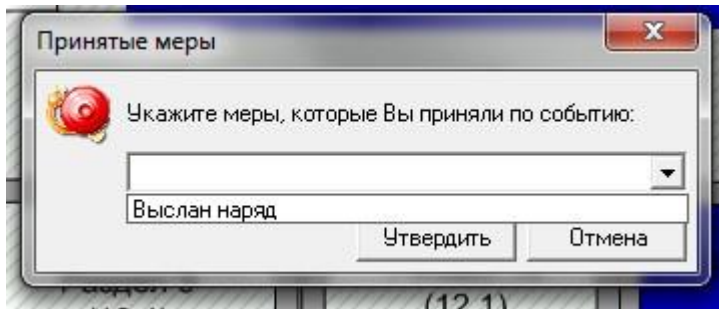 Принятые меры
Укажите меры, которые Вы приняли по событию:
Выслан наряд
Утвердить Отмена
(12.1)